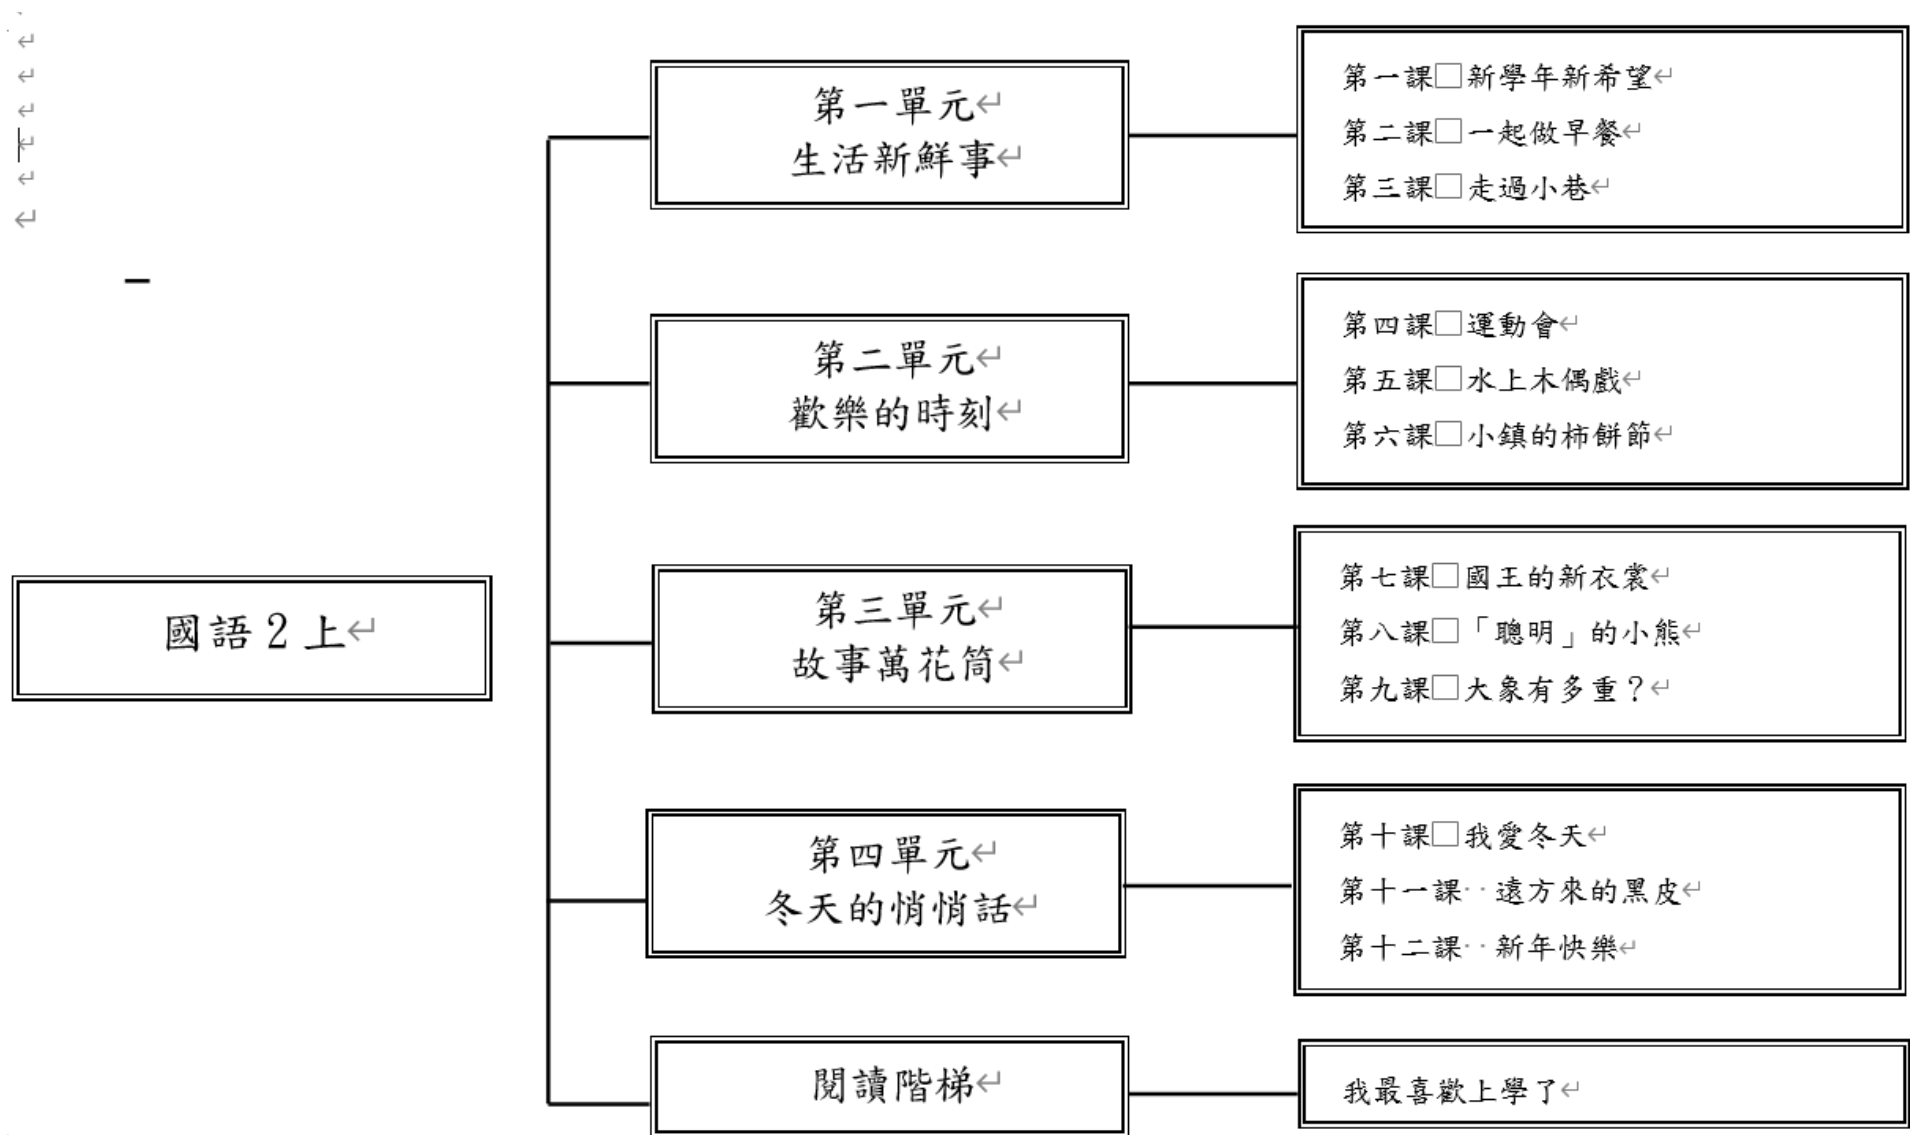 國語2上
第一單元
生活新鮮事
第一課□新學年新希望
第二課□一起做早餐
第三課□走過小巷
第二單元
歡樂的時刻
第四課□運動會
第五課□水上木偶戲
第六課□小鎮的柿餅節
第三單元
故事萬花筒
第七課□國王的新衣裳
第八課□「聰明」的小熊
第九課□大象有多重？
第四單元
冬天的悄悄話
第十課□我愛冬天
第十一課‥遠方來的黑皮
第十二課‥新年快樂
閱讀階梯
我最喜歡上學了